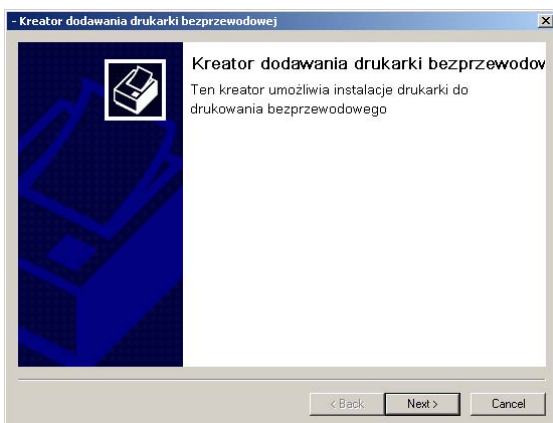 - Kreator dodawania drukarki bezprzewodowej
Kreator dodawania drukarki bezprzewodov
Ten kreator umożliwia instalacje drukarki do
drukowania bezprzewodowego
< Back
Next >
Cancel